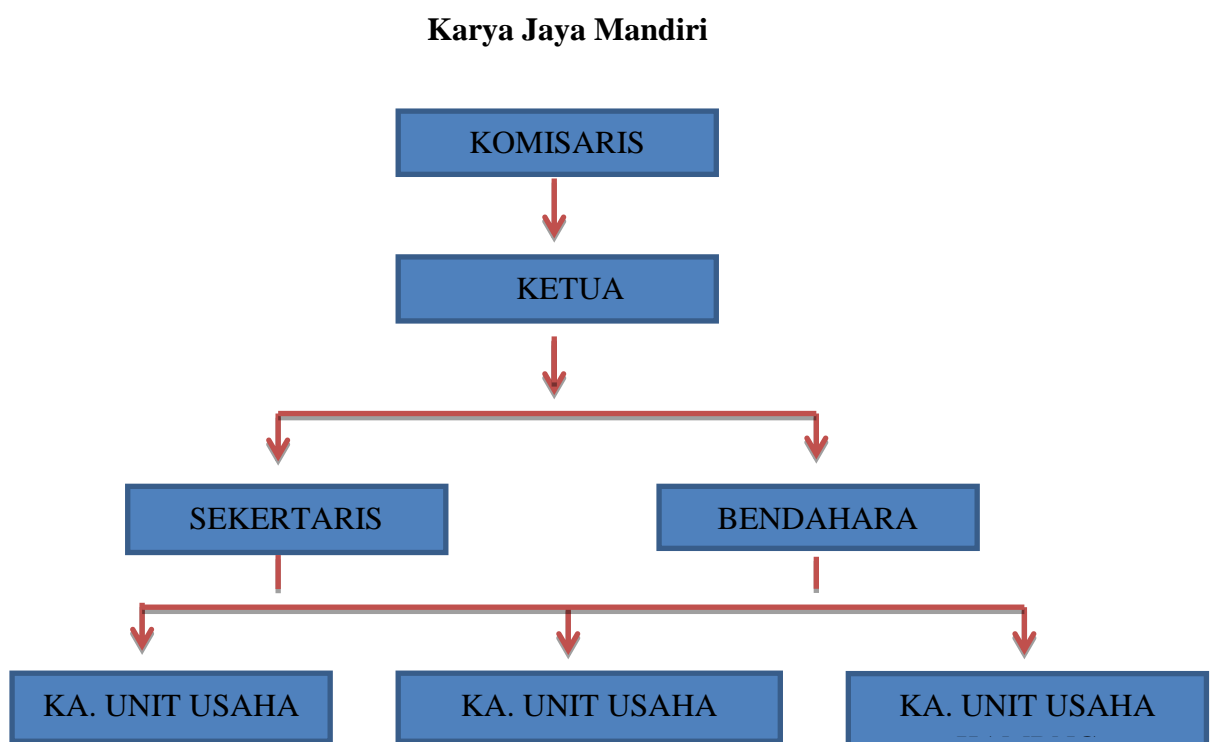 Karya Jaya Mandiri
KOMISARIS
KETUA
SEKERTARIS
BENDAHARA
KA. UNIT USAHA
KA. UNIT USAHA
KA. UNIT USAHA